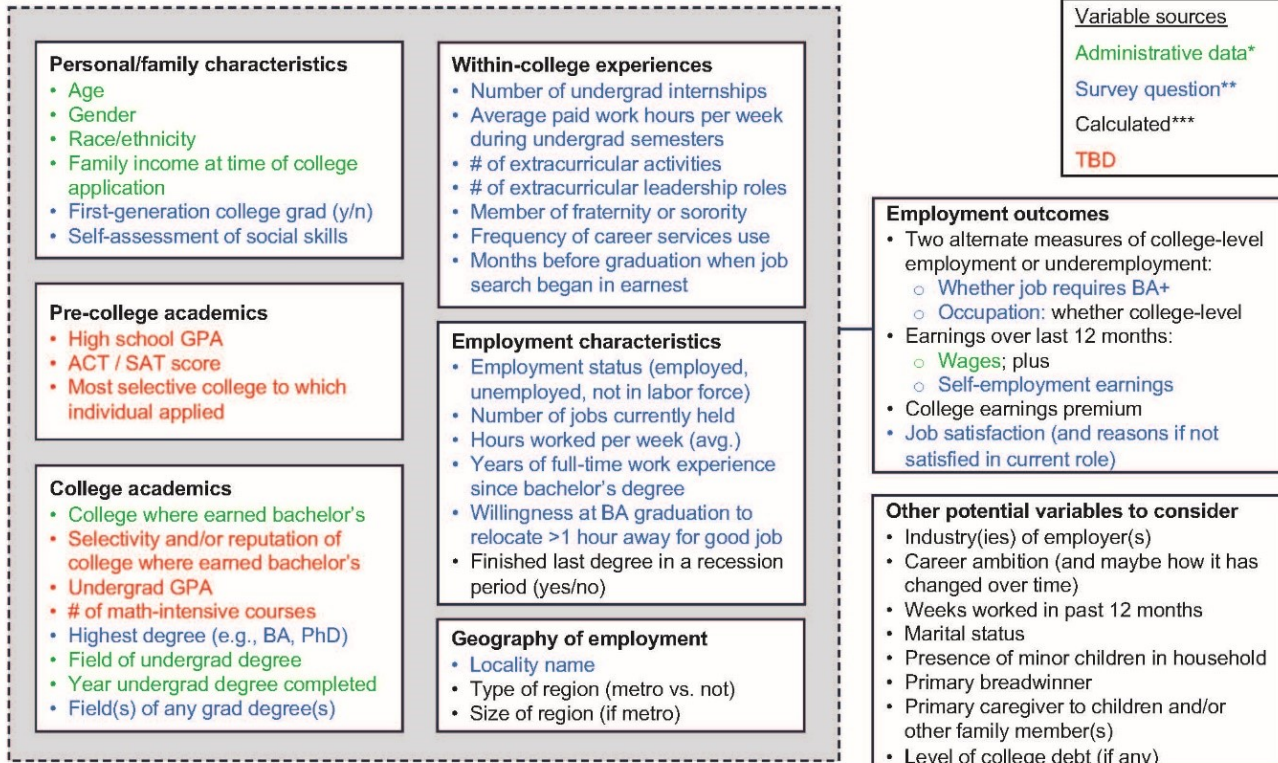 Personal/family characteristics
• Age
• Gender
• Race/ethnicity
• Family income at time of college
application
• First-generation college grad (y/n)
• Self-assessment of social skills
Pre-college academics
• High school GPA
• ACT / SAT score
• Most selective college to which
individual applied
College academics
• College where earned bachelor's
• Selectivity and/or reputation of
college where earned bachelor's
• Undergrad GPA
• # of math-intensive courses
• Highest degree (e.g., BA, PhD)
• Field of undergrad degree
• Year undergrad degree completed
• Field(s) of any grad degree(s)
Within-college experiences
• Number of undergrad internships
• Average paid work hours per week
during undergrad semesters
• # of extracurricular activities
• # of extracurricular leadership roles
• Member of fraternity or sorority
• Frequency of career services use
• Months before graduation when job
search began in earnest
Employment characteristics
• Employment status (employed,
unemployed, not in labor force)
• Number of jobs currently held
• Hours worked per week (avg.)
• Years of full-time work experience
since bachelor's degree
• Willingness at BA graduation to
relocate >1 hour away for good job
• Finished last degree in a recession
period (yes/no)
Geography of employment
• Locality name
• Type of region (metro vs. not)
• Size of region (if metro)
Variable sources
Administrative data*
Survey question**
Calculated***
TBD
Employment outcomes
• Two alternate measures of college-level
employment or underemployment:
○ Whether job requires BA+
○ Occupation: whether college-level
• Earnings over last 12 months:
○ Wages; plus
○ Self-employment earnings
• College earnings premium
• Job satisfaction (and reasons if not
satisfied in current role)
Other potential variables to consider
• Industry(ies) of employer(s)
• Career ambition (and maybe how it has
changed over time)
• Weeks worked in past 12 months
• Marital status
• Presence of minor children in household
• Primary breadwinner
• Primary caregiver to children and/or
other family member(s)
• Level of college debt (if any)